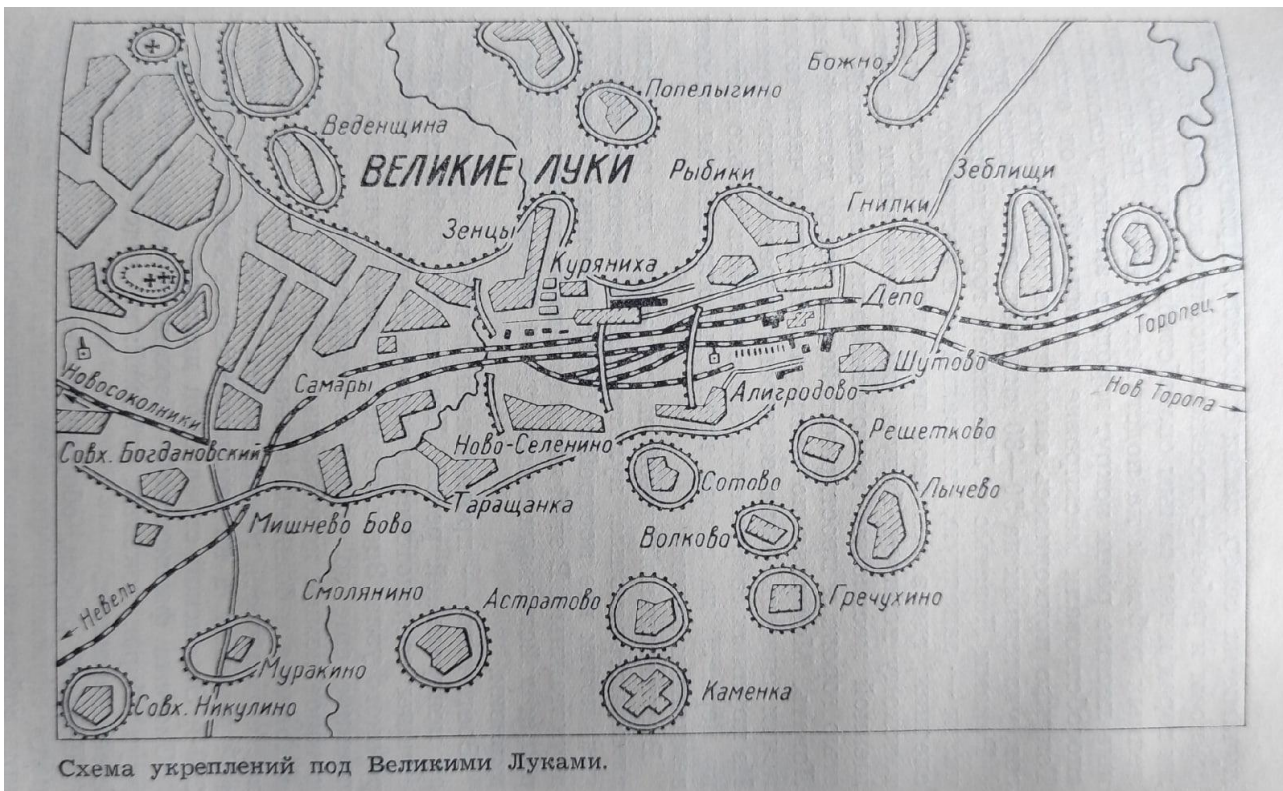 Божно
Попелыгино
Веденщина
ВЕЛИКИЕ ЛУКИ
Рыбики
Зеблищи
Гнилки
Зенцы
Куряниха
Депо
Торопец
Новосокольники
Самары
Шутово
Нов Торопа
Алигродово
Совх. Богдановский
Ново-Селенино
Решетково
Сотово
Лычево
Таращанка
Мишнево Бово
Волково
Невель
Смолянино
Астратово
Гречухино
Муракино
Каменка
Совх. Никулино
Схема укреплений под Великими Луками.